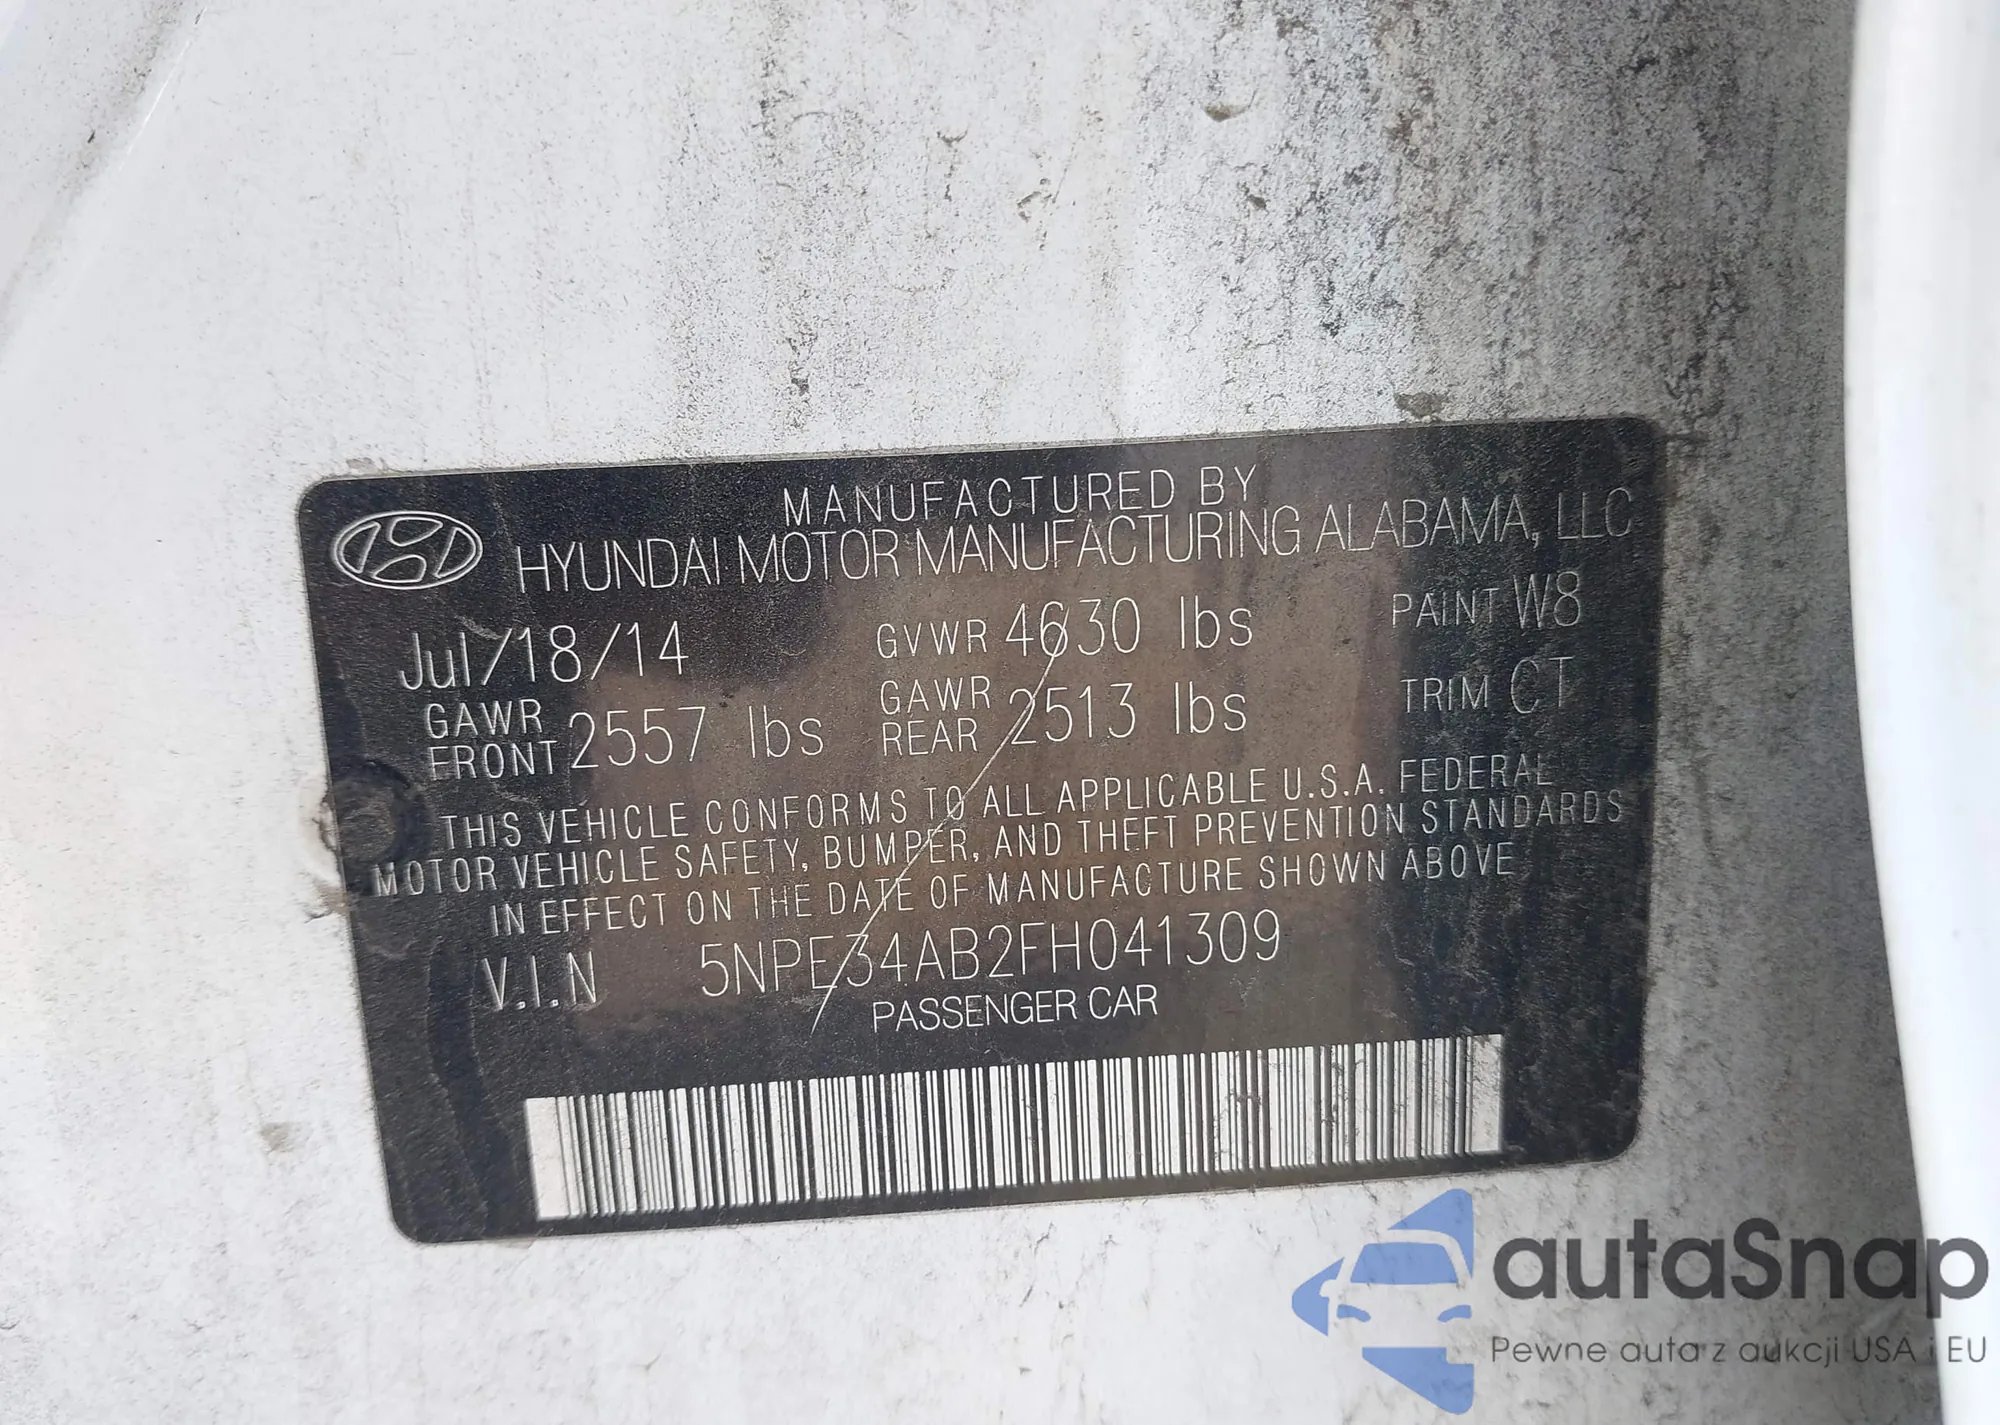 MANUFACTURED BY
HYUNDAI MOTOR MANUFACTURING ALABAMA, LLC
Jul/18/14 GVWR 4630 lbs PAINT W8
GAWR FRONT 2557 lbs GAWR REAR 2513 lbs TRIM CT
THIS VEHICLE CONFORMS TO ALL APPLICABLE U.S.A. FEDERAL
MOTOR VEHICLE SAFETY, BUMPER, AND THEFT PREVENTION STANDARDS
IN EFFECT ON THE DATE OF MANUFACTURE SHOWN ABOVE
V.I.N 5NPE34AB2FH041309
PASSENGER CAR
autaSnap
Pewne auta z aukcji USA i EU